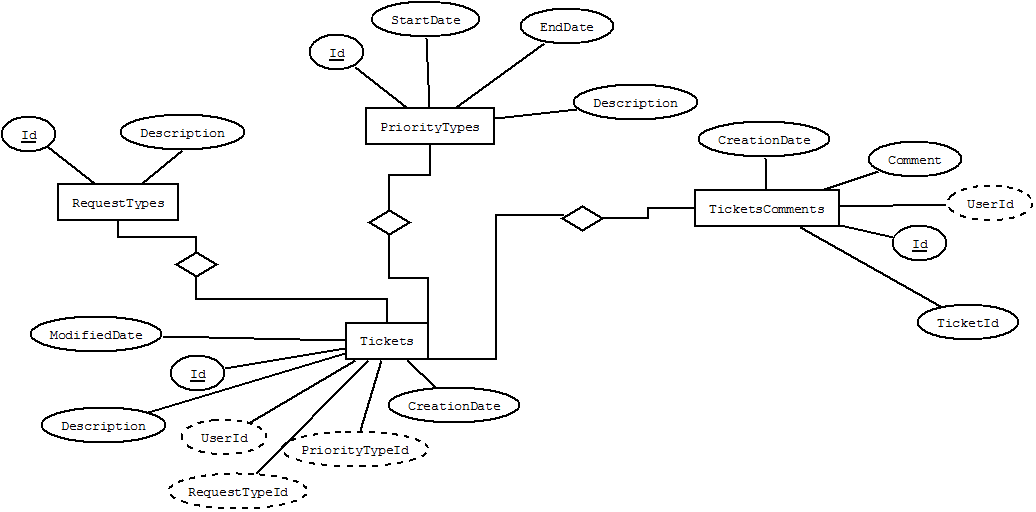 StartDate
EndDate
Id
Description
PriorityTypes
Id
Description
CreationDate
Comment
RequestTypes
TicketsComments
UserId
Id
TicketId
ModifiedDate
Tickets
Id
CreationDate
Description
UserId
PriorityTypeId
RequestTypeId